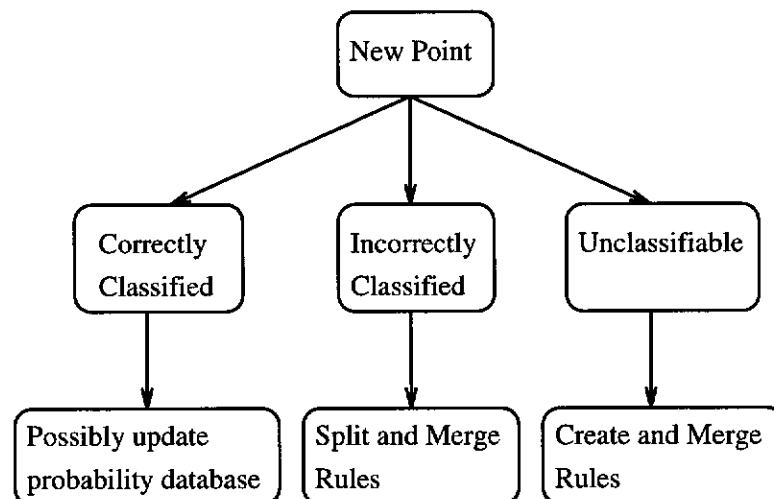 New Point
Correctly
Classified
Incorrectly
Classified
Unclassifiable
Possibly update
probability database
Split and Merge
Rules
Create and Merge
Rules